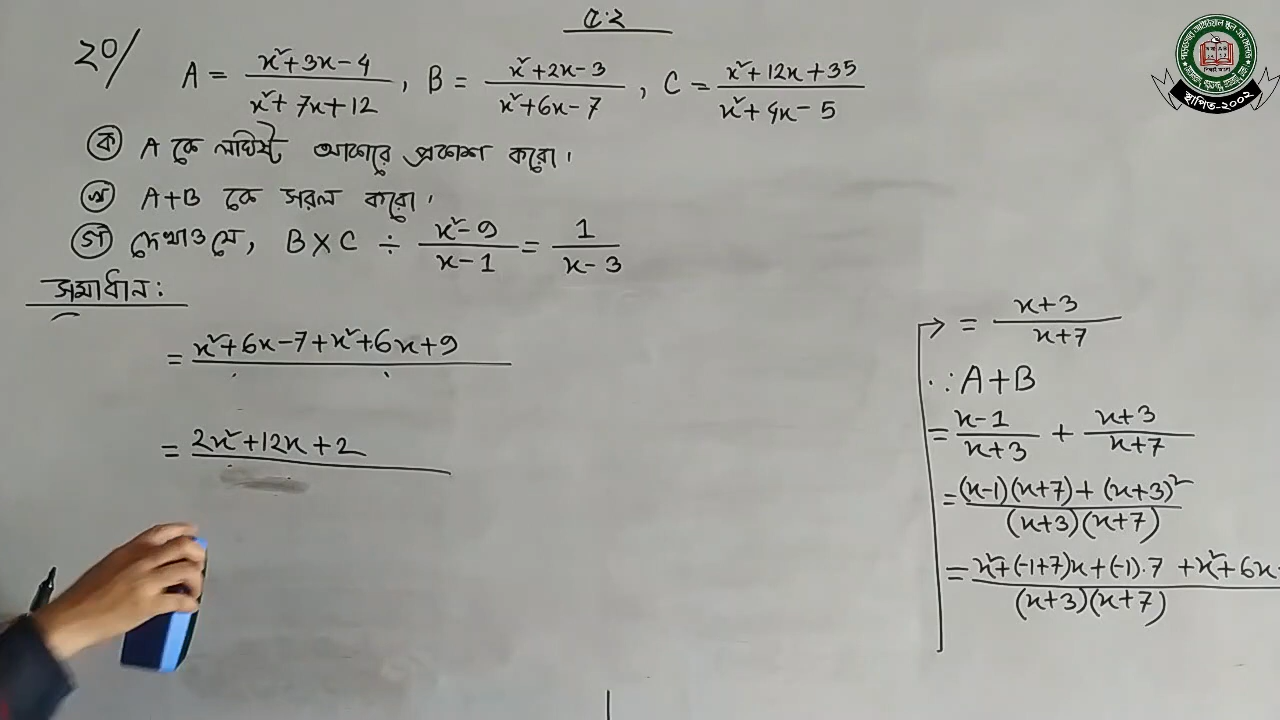 ৫.২
২০/ A = (x²+3x-4)/(x²+7x+12), B = (x²+2x-3)/(x²+6x-7), C = (x²+12x+35)/(x²+4x-5)
ক) A কে লঘিষ্ট আকারে প্রকাশ করো।
খ) A+B কে সরল করো।
গ) দেখাও যে, B×C ÷ (x²-9)/(x-1) = 1/(x-3)
সমাধান:
= x²+6x-7+x²+6x+9
= 2x²+12x+2
= (x+3)/(x+7)
∴ A+B
= (x-1)/(x+3) + (x+3)/(x+7)
= ((x-1)(x+7)+(x+3)²)/((x+3)(x+7))
= (x²+(-1+7)x+(-1).7+x²+6x)/((x+3)(x+7))
স্থাপিত-২০০২